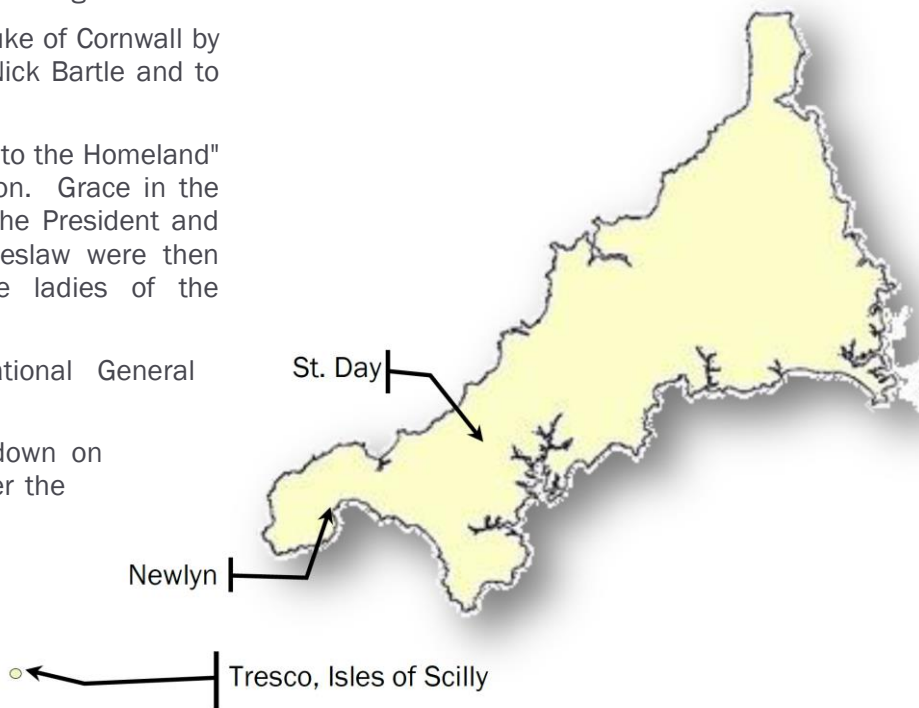 uke of Cornwall by
Nick Bartle and to
to the Homeland"
on. Grace in the
he President and
eslaw were then
e ladies of the
ational General
down on
er the
St. Day
Newlyn
Tresco, Isles of Scilly